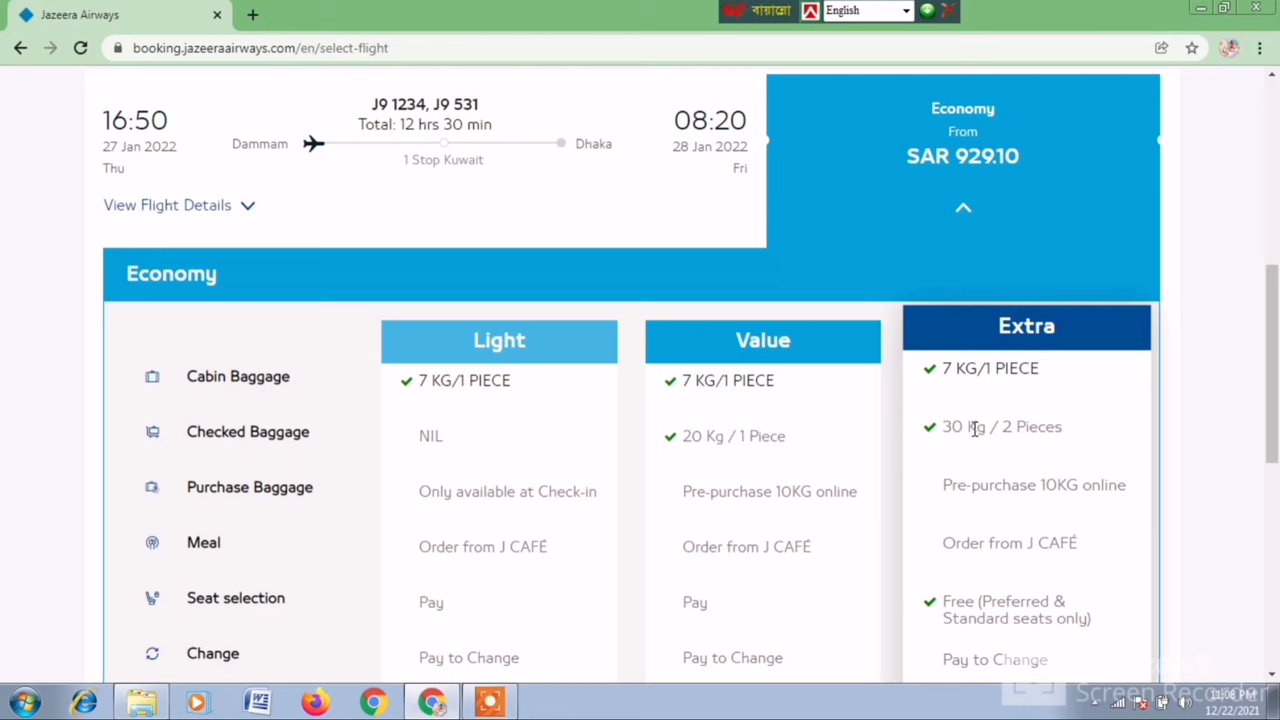 Jazeera Airways
বায়ান্নো
English
booking.jazeeraairways.com/en/select-flight
16:50
27 Jan 2022
Thu
Dammam
J9 1234, J9 531
Total: 12 hrs 30 min
1 Stop Kuwait
Dhaka
08:20
28 Jan 2022
Fri
Economy
From
SAR 929.10
View Flight Details
Economy
Light
Value
Extra
Cabin Baggage
7 KG/1 PIECE
7 KG/1 PIECE
7 KG/1 PIECE
Checked Baggage
NIL
20 Kg / 1 Piece
30 Kg / 2 Pieces
Purchase Baggage
Only available at Check-in
Pre-purchase 10KG online
Pre-purchase 10KG online
Meal
Order from J CAFÉ
Order from J CAFÉ
Order from J CAFÉ
Seat selection
Pay
Pay
Free (Preferred &
Standard seats only)
Change
Pay to Change
Pay to Change
Pay to Change
Screen Recorder
11:08 PM
12/22/2021